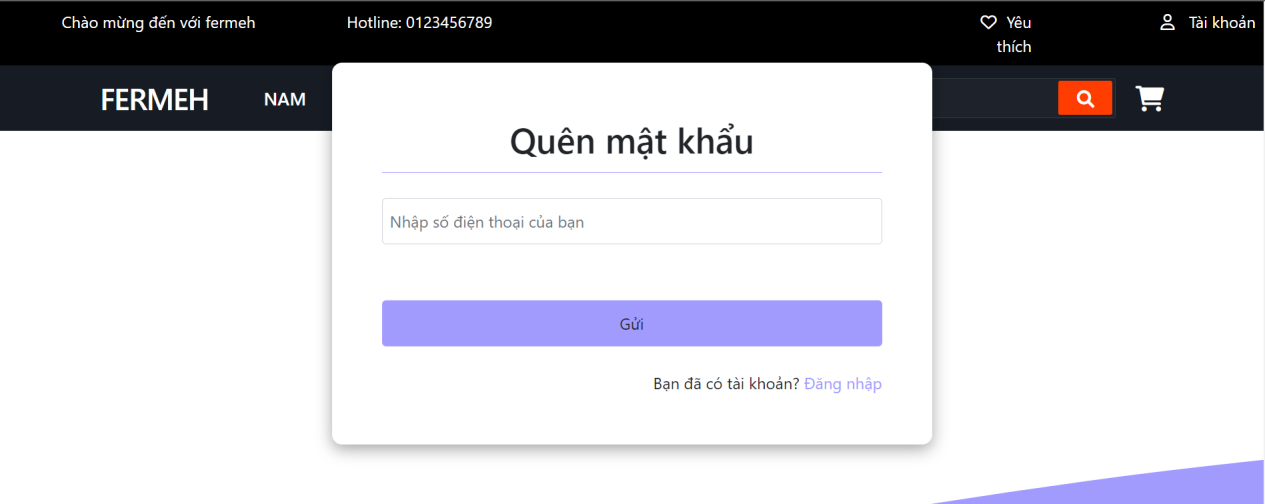 Chào mừng đến với fermeh
Hotline: 0123456789
Yêu
thích
Tài khoản
FERMEH
NAM
Quên mật khẩu
Nhập số điện thoại của bạn
Gửi
Bạn đã có tài khoản? Đăng nhập